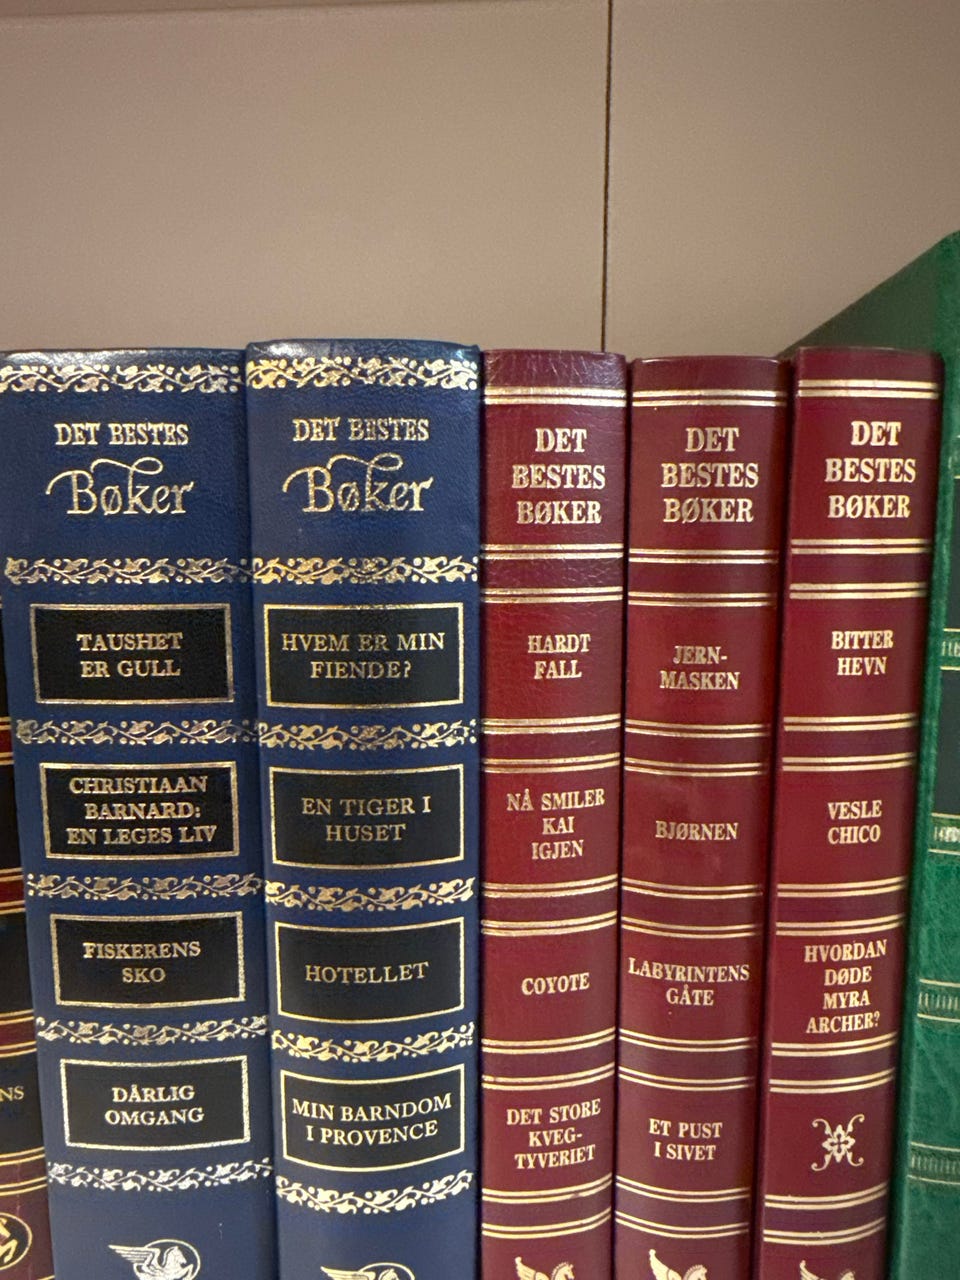 DET BESTES
Bøker
TAUSHET
ER GULL
CHRISTIAAN
BARNARD:
EN LEGES LIV
FISKERENS
SKO
DÅRLIG
OMGANG
DET BESTES
Bøker
HVEM ER MIN
FIENDE?
EN TIGER I
HUSET
HOTELLET
MIN BARNDOM
I PROVENCE
DET
BESTES
BØKER
HARDT
FALL
NÅ SMILER
KAI
IGJEN
COYOTE
DET STORE
KVEG-
TYVERIET
DET
BESTES
BØKER
JERN-
MASKEN
BJØRNEN
LABYRINTENS
GÅTE
ET PUST
I SIVET
DET
BESTES
BØKER
BITTER
HEVN
VESLE
CHICO
HVORDAN
DØDE
MYRA
ARCHER?